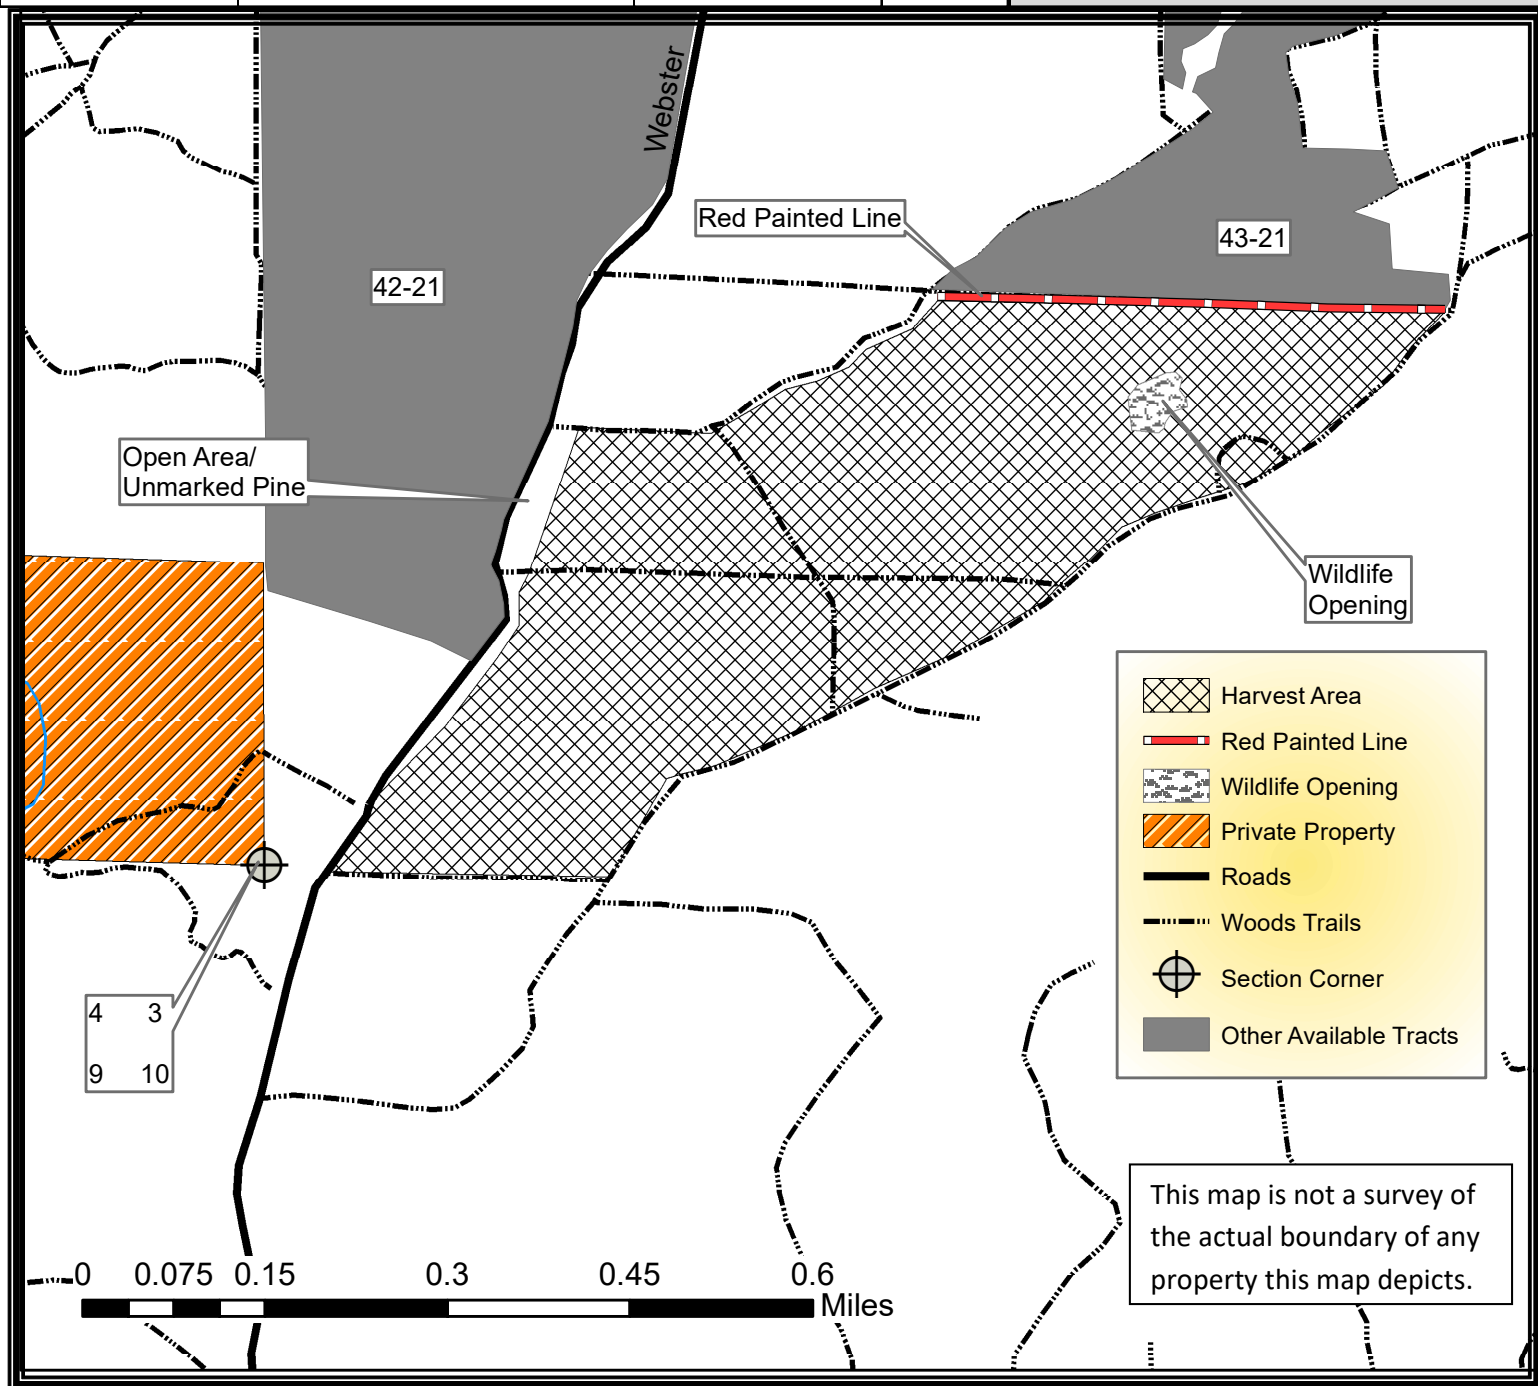 Webster
Red Painted Line
43-21
42-21
Open Area/
Unmarked Pine
Wildlife
Opening
Harvest Area
Red Painted Line
Wildlife Opening
Private Property
Roads
Woods Trails
Section Corner
Other Available Tracts
4 3
9 10
This map is not a survey of
the actual boundary of any
property this map depicts.
0 0.075 0.15 0.3 0.45 0.6
Miles